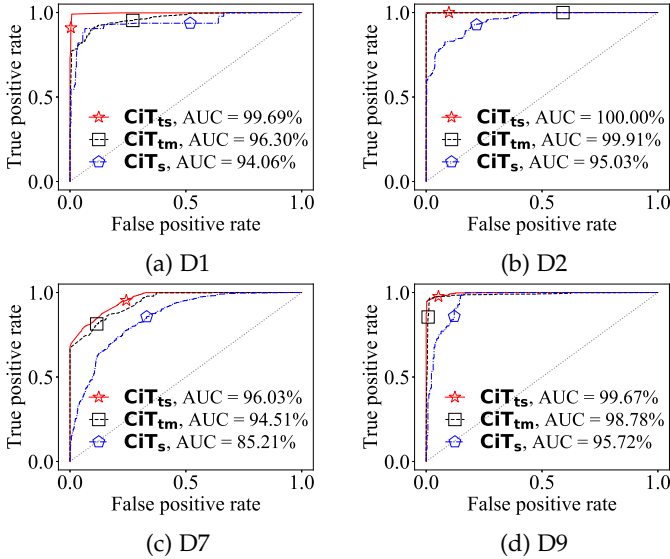 True positive rate
1.0
0.5
0.0
CiTts, AUC = 99.69%
CiTtm, AUC = 96.30%
CiTs, AUC = 94.06%
0.0 0.5 1.0
False positive rate
(a) D1
True positive rate
1.0
0.5
0.0
CiTts, AUC = 100.00%
CiTtm, AUC = 99.91%
CiTs, AUC = 95.03%
0.0 0.5 1.0
False positive rate
(b) D2
True positive rate
1.0
0.5
0.0
CiTts, AUC = 96.03%
CiTtm, AUC = 94.51%
CiTs, AUC = 85.21%
0.0 0.5 1.0
False positive rate
(c) D7
True positive rate
1.0
0.5
0.0
CiTts, AUC = 99.67%
CiTtm, AUC = 98.78%
CiTs, AUC = 95.72%
0.0 0.5 1.0
False positive rate
(d) D9